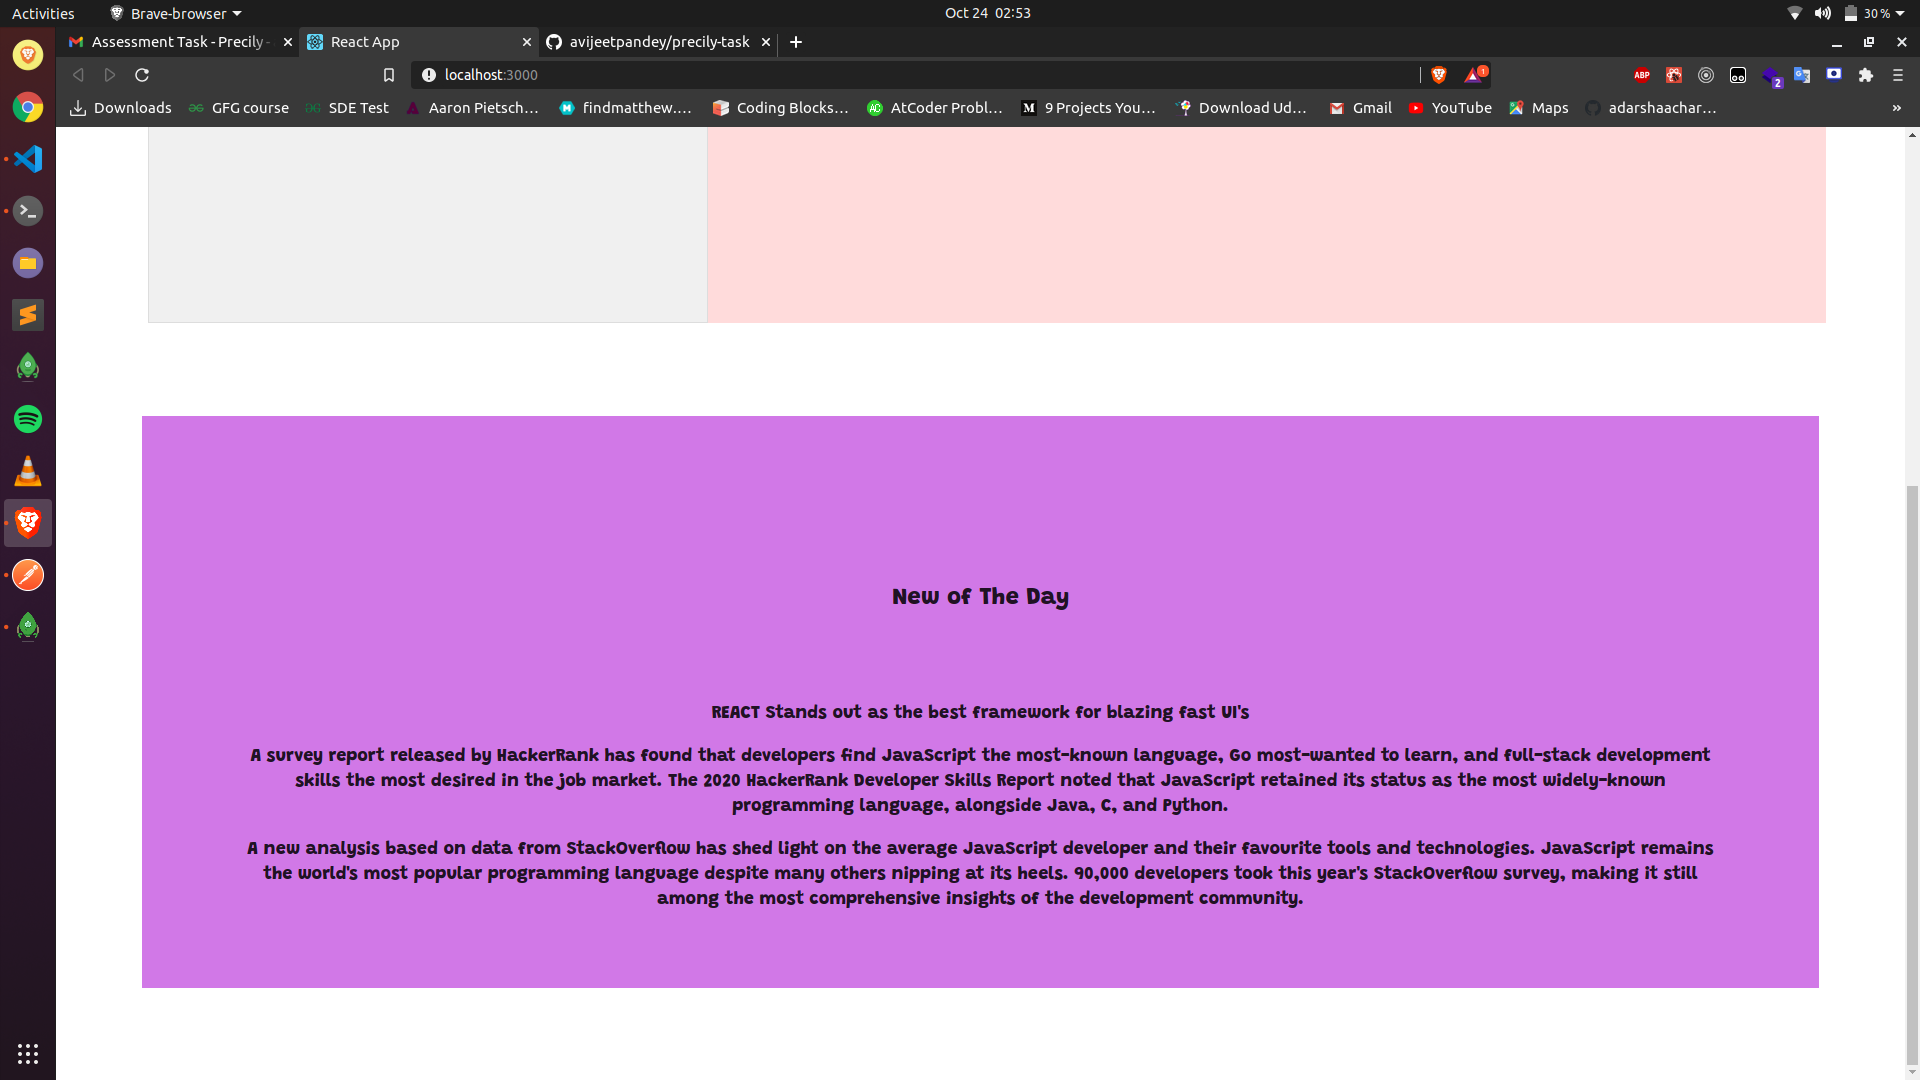 Activities
Brave-browser
Oct 24 02:53
30 %
Assessment Task - Precily -
React App
avijeetpandey/precily-task
localhost:3000
ABP
1
2
Downloads
GFG course
SDE Test
Aaron Pietsch...
findmatthew....
Coding Blocks...
AC
AtCoder Probl...
M
9 Projects You...
Download Ud...
Gmail
YouTube
Maps
adarshaachar...
»
New of The Day
REACT Stands out as the best framework for blazing fast UI's
A survey report released by HackerRank has found that developers find JavaScript the most-known language, Go most-wanted to learn, and full-stack development
skills the most desired in the job market. The 2020 HackerRank Developer Skills Report noted that JavaScript retained its status as the most widely-known
programming language, alongside Java, C, and Python.
A new analysis based on data from StackOverflow has shed light on the average JavaScript developer and their favourite tools and technologies. JavaScript remains
the world's most popular programming language despite many others nipping at its heels. 90,000 developers took this year's StackOverflow survey, making it still
among the most comprehensive insights of the development community.